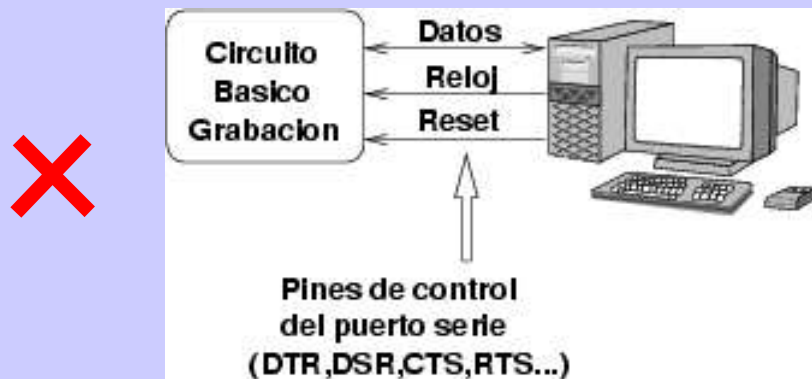 Circuito
Basico
Grabacion
Datos
Reloj
Reset
Pines de control
del puerto serie
(DTR,DSR,CTS,RTS...)